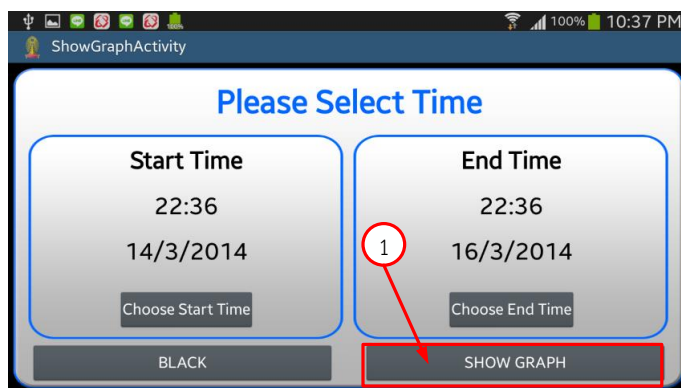 100% 10:37 PM
ShowGraphActivity
Please Select Time
Start Time
22:36
14/3/2014
Choose Start Time
End Time
22:36
16/3/2014
Choose End Time
1
BLACK
SHOW GRAPH